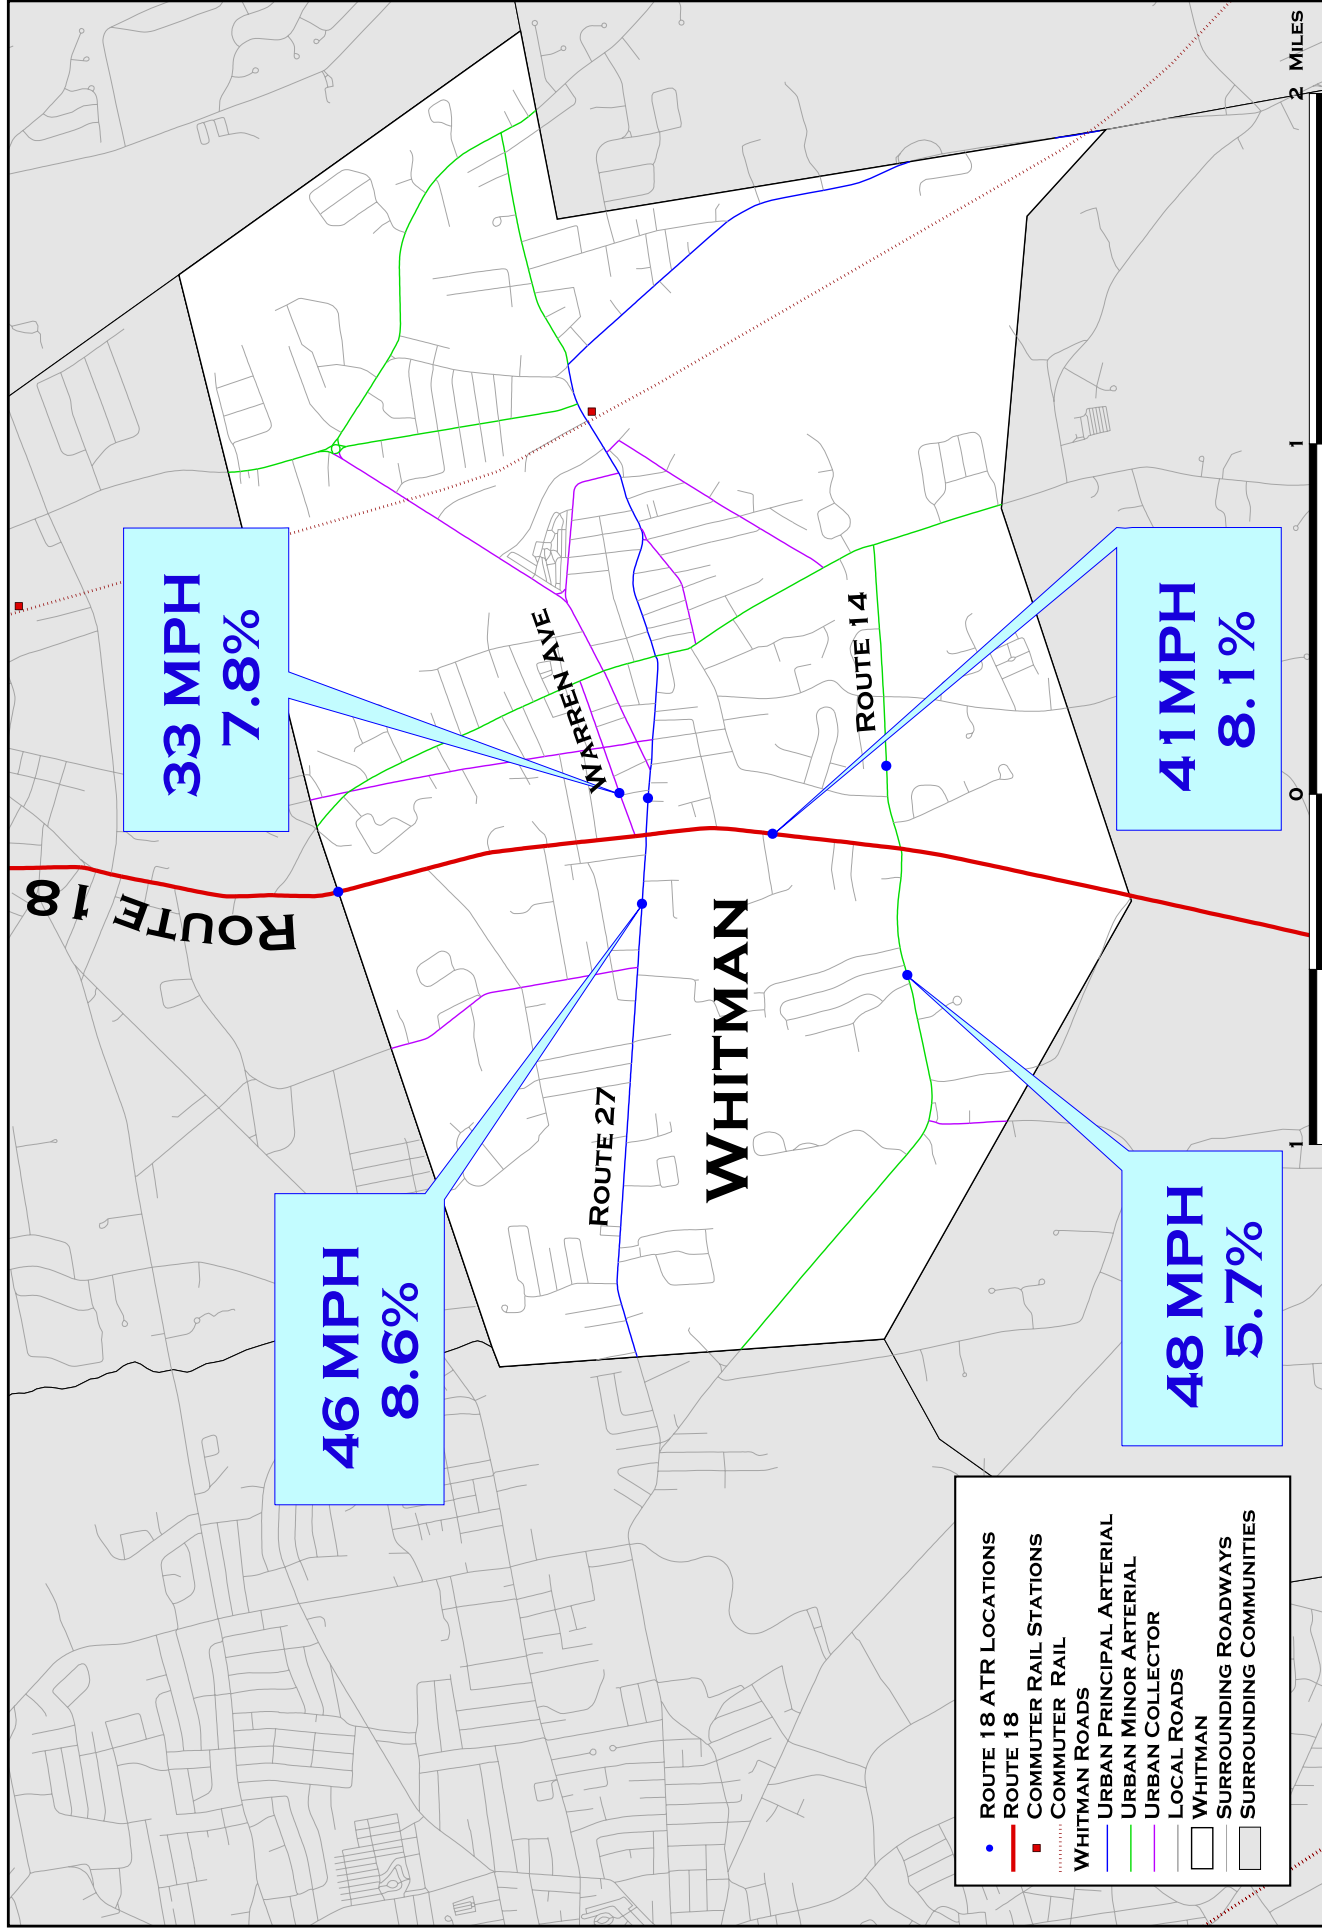 ROUTE 18
33 MPH
7.8%
46 MPH
8.6%
WARREN AVE
ROUTE 27
WHITMAN
ROUTE 14
41MPH
8.1%
48 MPH
5.7%
ROUTE 18 ATR LOCATIONS
ROUTE 18
COMMUTER RAIL STATIONS
COMMUTER RAIL
WHITMAN ROADS
URBAN PRINCIPAL ARTERIAL
URBAN MINOR ARTERIAL
URBAN COLLECTOR
LOCAL ROADS
WHITMAN
SURROUNDING ROADWAYS
SURROUNDING COMMUNITIES
1 0 1 2 MILES